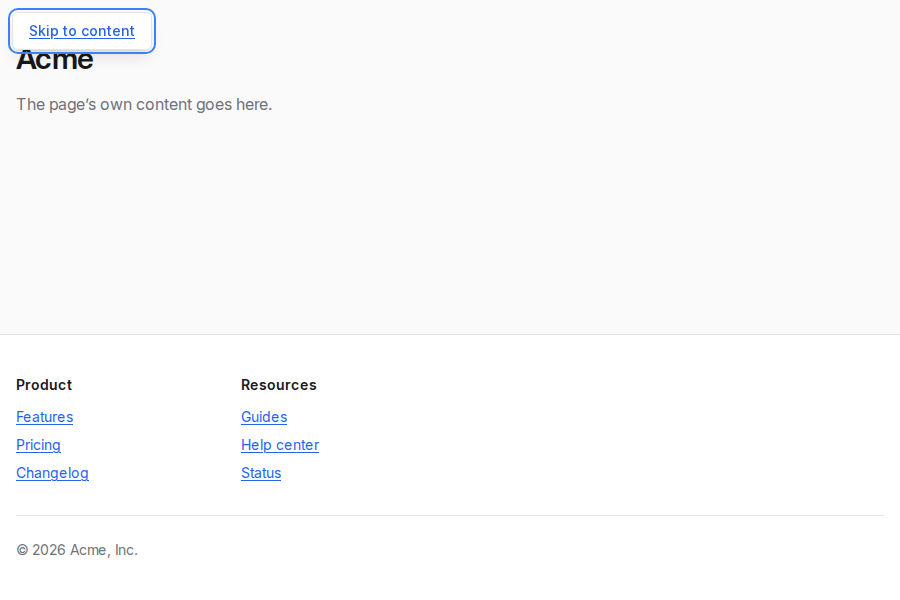 Skip to content
Acme
The page’s own content goes here.
Product
Features
Pricing
Changelog
Resources
Guides
Help center
Status
© 2026 Acme, Inc.